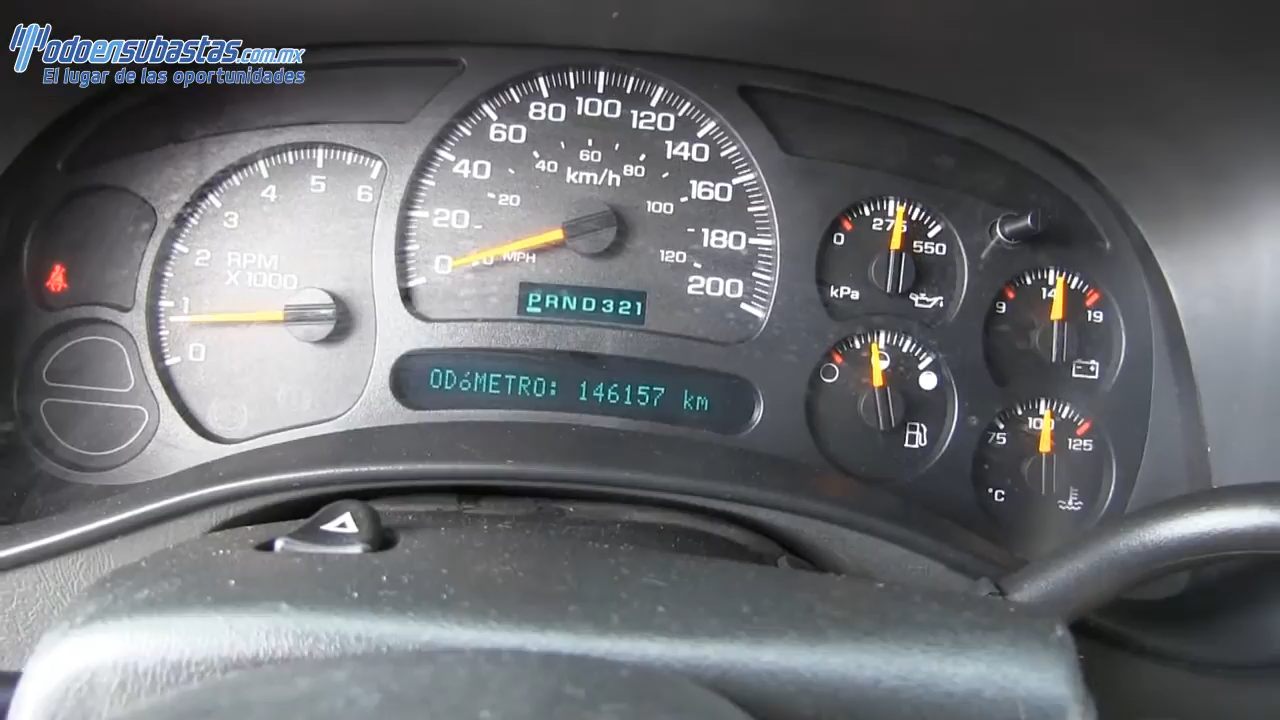 Todoensubastas.com.mx
El lugar de las oportunidades
0 1 2 3 4 5 6
RPM
X1000
0 20 40 60 80 100 120 140 160 180 200
20 40 60 80 100 120
km/h
MPH
PRND321
ODóMETRO: 146157 km
0 275 550
kPa
9 14 19
75 100 125
°C